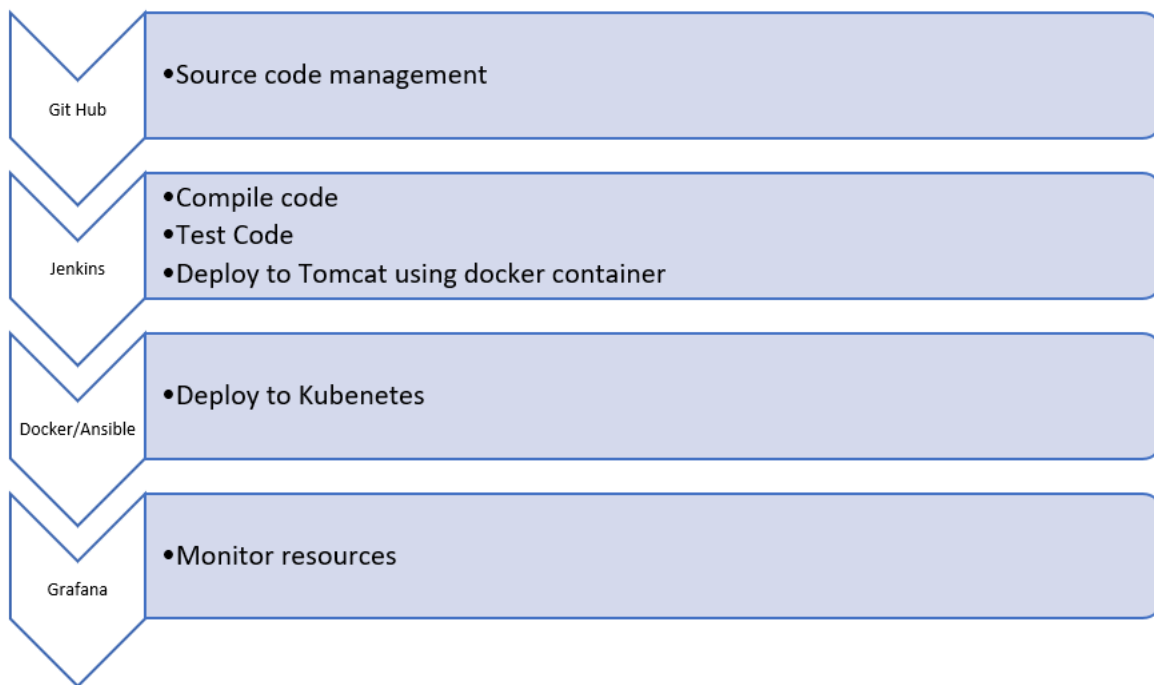 Git Hub
•Source code management
Jenkins
•Compile code
•Test Code
•Deploy to Tomcat using docker container
Docker/Ansible
•Deploy to Kubenetes
Grafana
•Monitor resources